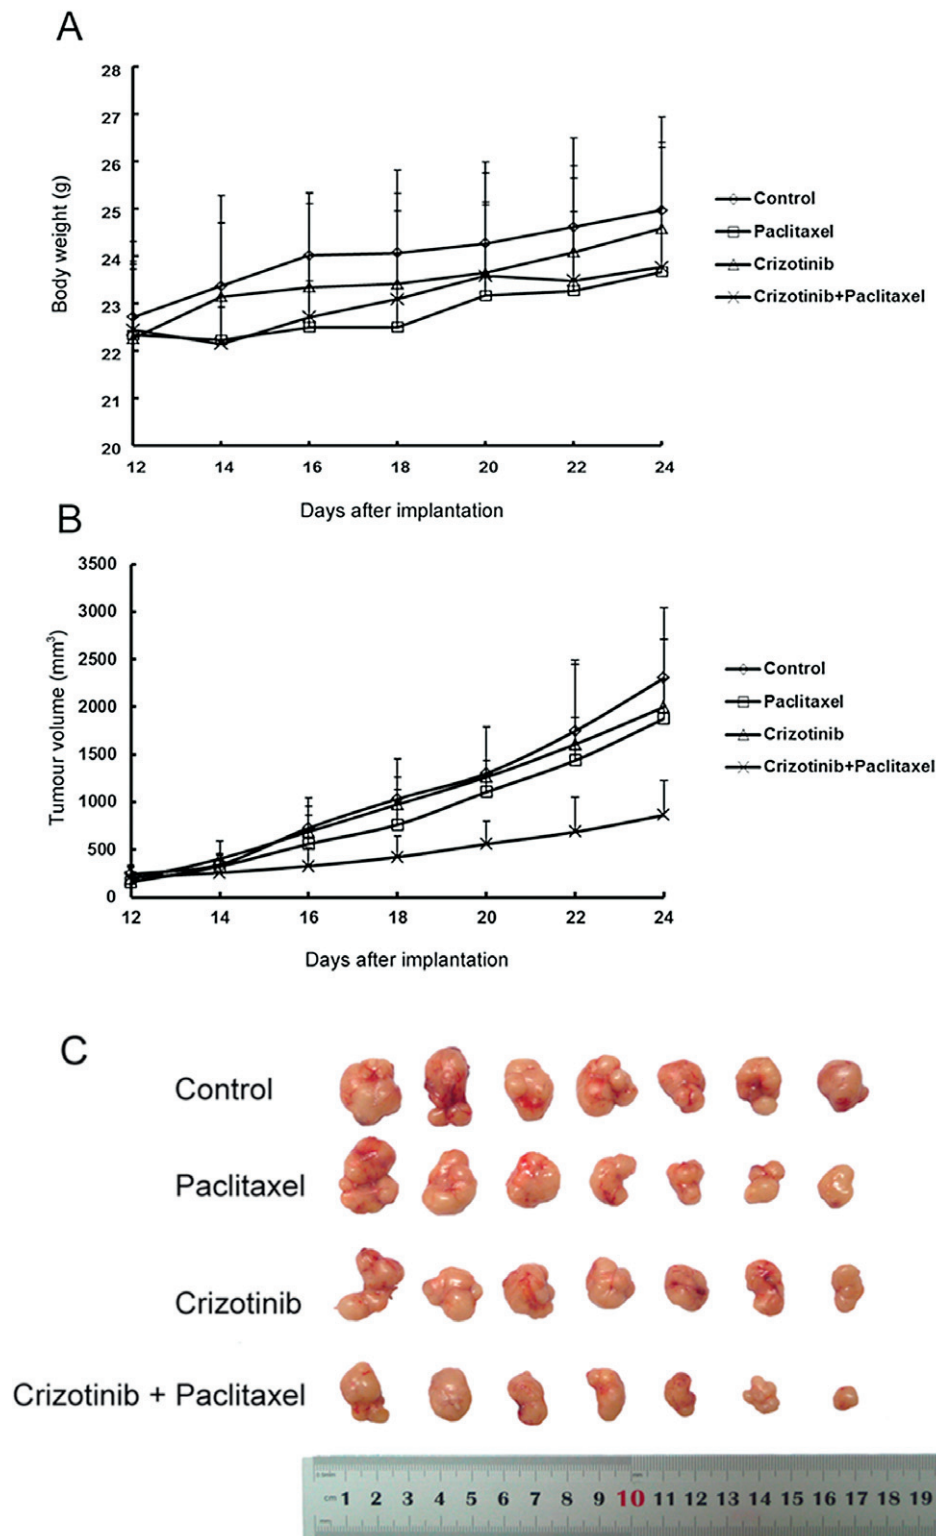 A
28
27
26
25
24
23
22
21
20
Body weight (g)
12 14 16 18 20 22 24
Days after implantation
Control
Paclitaxel
Crizotinib
Crizotinib+Paclitaxel
B
3500
3000
2500
2000
1500
1000
500
0
Tumour volume (mm³)
12 14 16 18 20 22 24
Days after implantation
Control
Paclitaxel
Crizotinib
Crizotinib+Paclitaxel
C
Control
Paclitaxel
Crizotinib
Crizotinib + Paclitaxel
cm 1 2 3 4 5 6 7 8 9 10 11 12 13 14 15 16 17 18 19